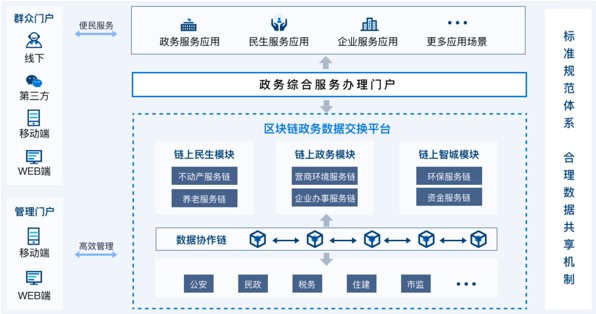 群众门户
线下
第三方
移动端
WEB端
管理门户
移动端
WEB端
便民服务
高效管理
政务服务应用
民生服务应用
企业服务应用
更多应用场景
政务综合服务办理门户
区块链政务数据交换平台
链上民生模块
不动产服务链
养老服务链
链上政务模块
营商环境服务链
企业办事服务链
链上智城模块
环保服务链
资金服务链
数据协作链
公安
民政
税务
住建
市监
标准规范体系
合理数据共享机制